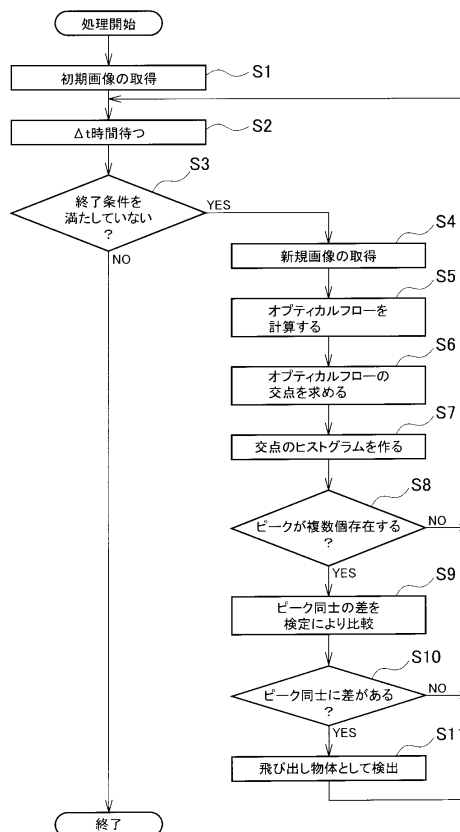 処理開始
初期画像の取得
S1
Δt時間待つ
S2
終了条件を
満たしていない
?
S3
YES
NO
新規画像の取得
S4
オプティカルフローを
計算する
S5
オプティカルフローの
交点を求める
S6
交点のヒストグラムを作る
S7
ピークが複数個存在する
?
S8
NO
YES
ピーク同士の差を
検定により比較
S9
ピーク同士に差がある
?
S10
NO
YES
飛び出し物体として検出
S11
終了